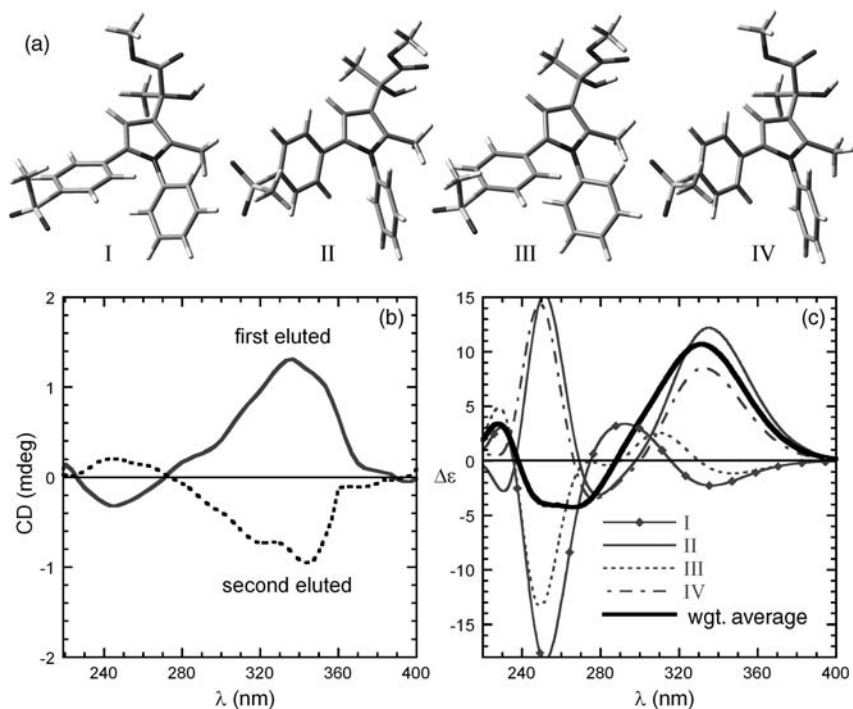 (a)
I
II
III
IV
2
1
0
-1
-2
CD (mdeg)
(b)
first eluted
second eluted
240
280
320
360
400
λ (nm)
15
10
5
0
-5
-10
-15
Δε
(c)
I
II
III
IV
wgt. average
240
280
320
360
400
λ (nm)